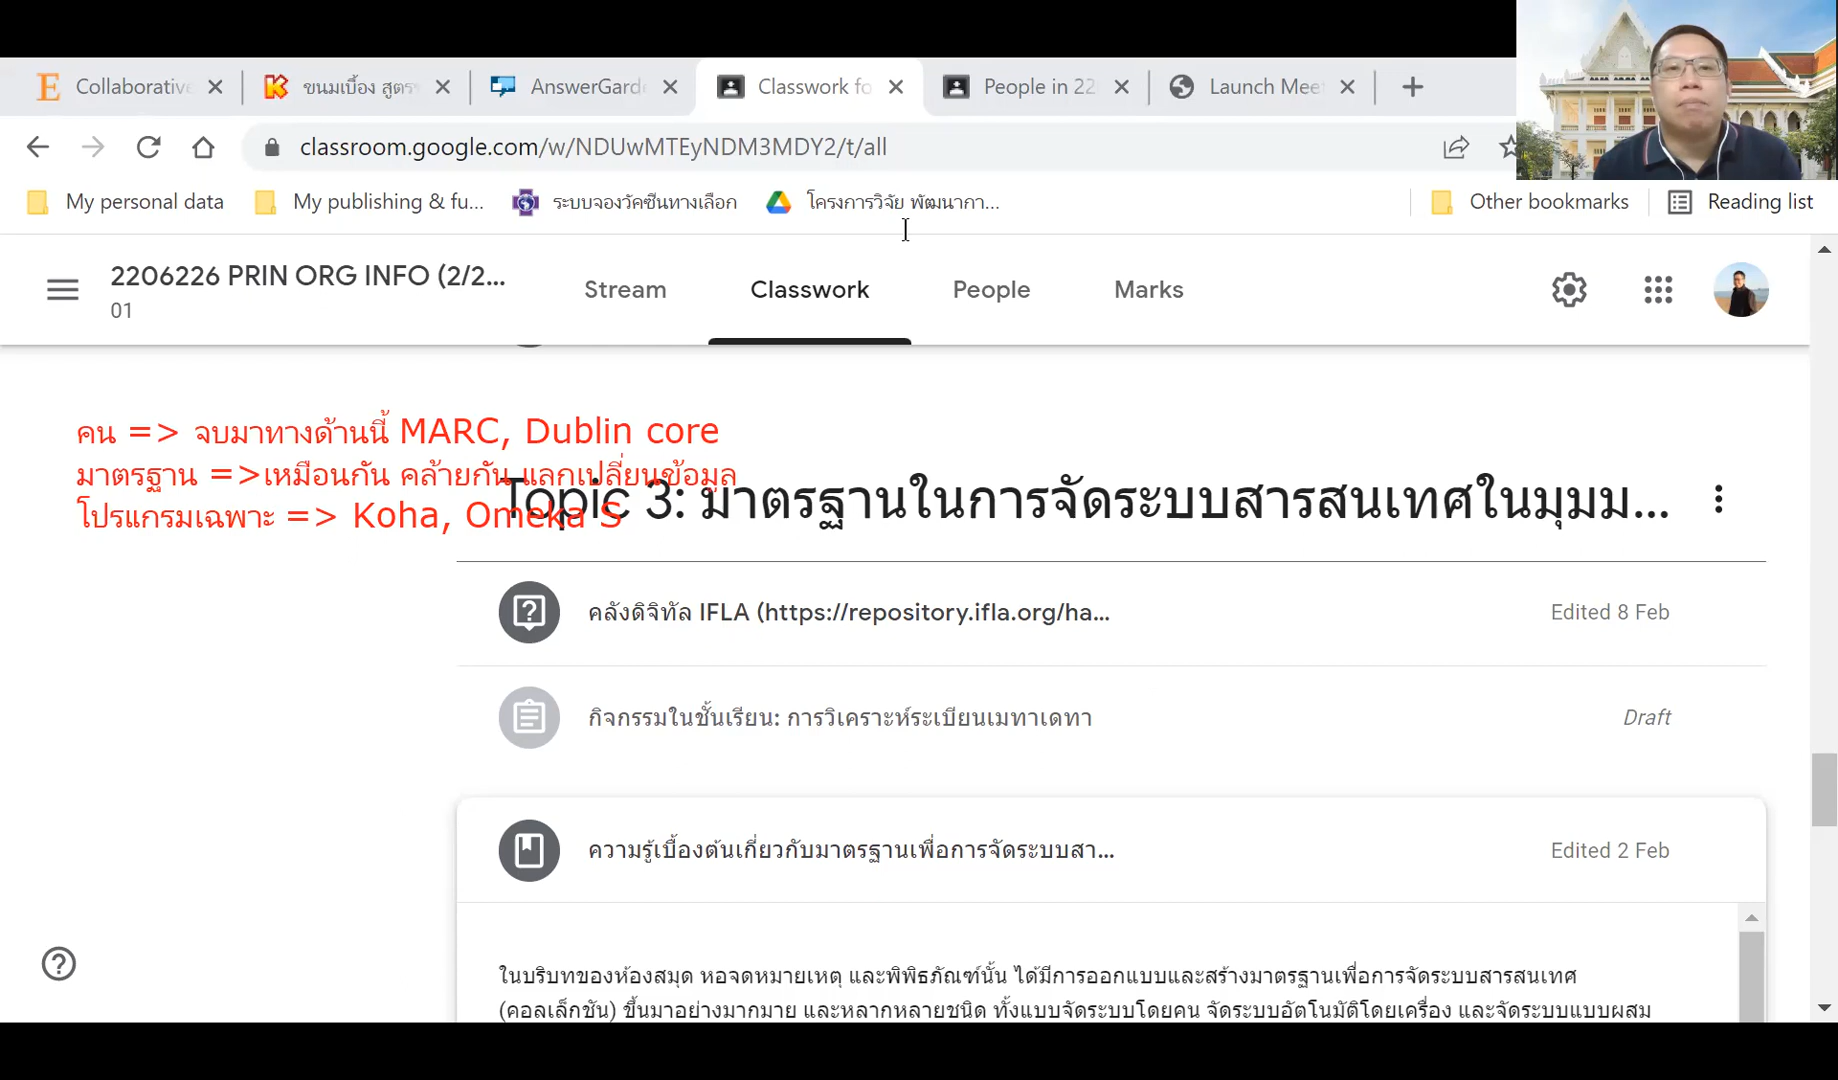 Collaborative
ขนมเบื้อง สูตร
AnswerGard
Classwork fo
People in 22
Launch Mee
classroom.google.com/w/NDUwMTEyNDM3MDY2/t/all
My personal data
My publishing & fu...
ระบบจองวัคซีนทางเลือก
โครงการวิจัย พัฒนากา...
Other bookmarks
Reading list
2206226 PRIN ORG INFO (2/2...
01
Stream
Classwork
People
Marks
คน => จบมาทางด้านนี้ MARC, Dublin core
มาตรฐาน =>เหมือนกัน คล้ายกัน แลกเปลี่ยนข้อมูล
โปรแกรมเฉพาะ => Koha, Omeka S
Topic 3: มาตรฐานในการจัดระบบสารสนเทศในมุมม...
คลังดิจิทัล IFLA (https://repository.ifla.org/ha...
Edited 8 Feb
กิจกรรมในชั้นเรียน: การวิเคราะห์ระเบียนเมทาเดทา
Draft
ความรู้เบื้องต้นเกี่ยวกับมาตรฐานเพื่อการจัดระบบสา...
Edited 2 Feb
ในบริบทของห้องสมุด หอจดหมายเหตุ และพิพิธภัณฑ์นั้น ได้มีการออกแบบและสร้างมาตรฐานเพื่อการจัดระบบสารสนเทศ
(คอลเล็กชัน) ขึ้นมาอย่างมากมาย และหลากหลายชนิด ทั้งแบบจัดระบบโดยคน จัดระบบอัตโนมัติโดยเครื่อง และจัดระบบแบบผสม